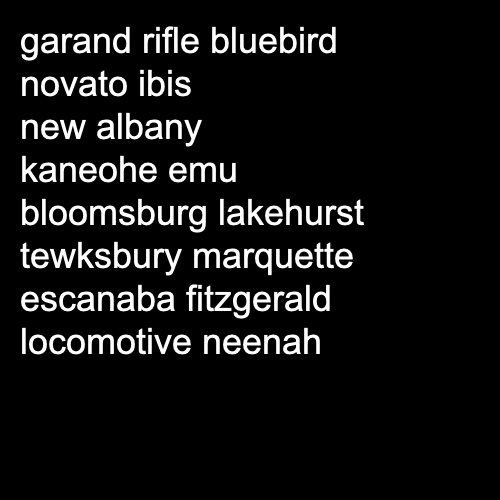 garand rifle bluebird
novato ibis
new albany
kaneohe emu
bloomsburg lakehurst
tewksbury marquette
escanaba fitzgerald
locomotive neenah